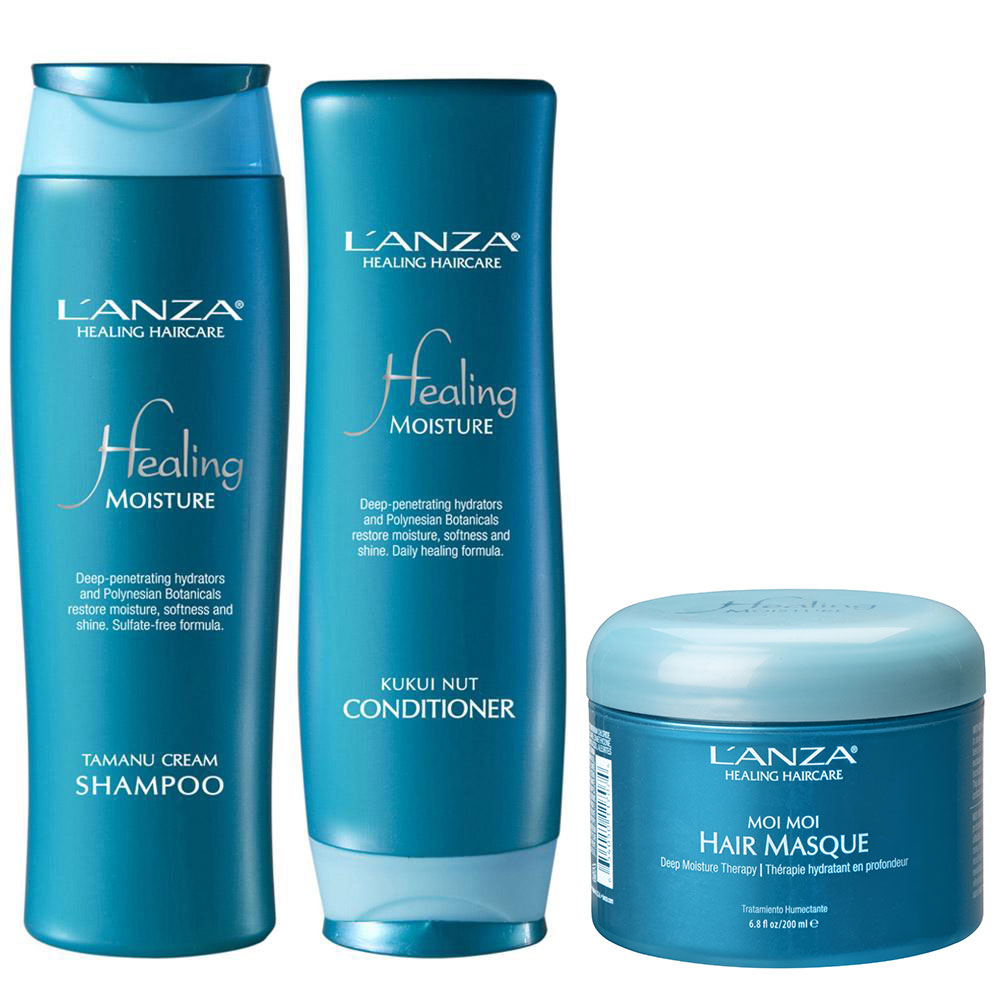 L'ANZA®
HEALING HAIRCARE
Healing
MOISTURE
Deep-penetrating hydrators
and Polynesian Botanicals
restore moisture, softness and
shine. Sulfate-free formula.
TAMANU CREAM
SHAMPOO
L'ANZA®
HEALING HAIRCARE
Healing
MOISTURE
Deep-penetrating hydrators
and Polynesian Botanicals
restore moisture, softness and
shine. Daily healing formula.
KUKUI NUT
CONDITIONER
Healing
MOISTURE
L'ANZA®
HEALING HAIRCARE
MOI MOI
HAIR MASQUE
Deep Moisture Therapy | Thérapie hydratant en profondeur
Tratamiento Humectante
6.8 fl oz/200 ml ℮